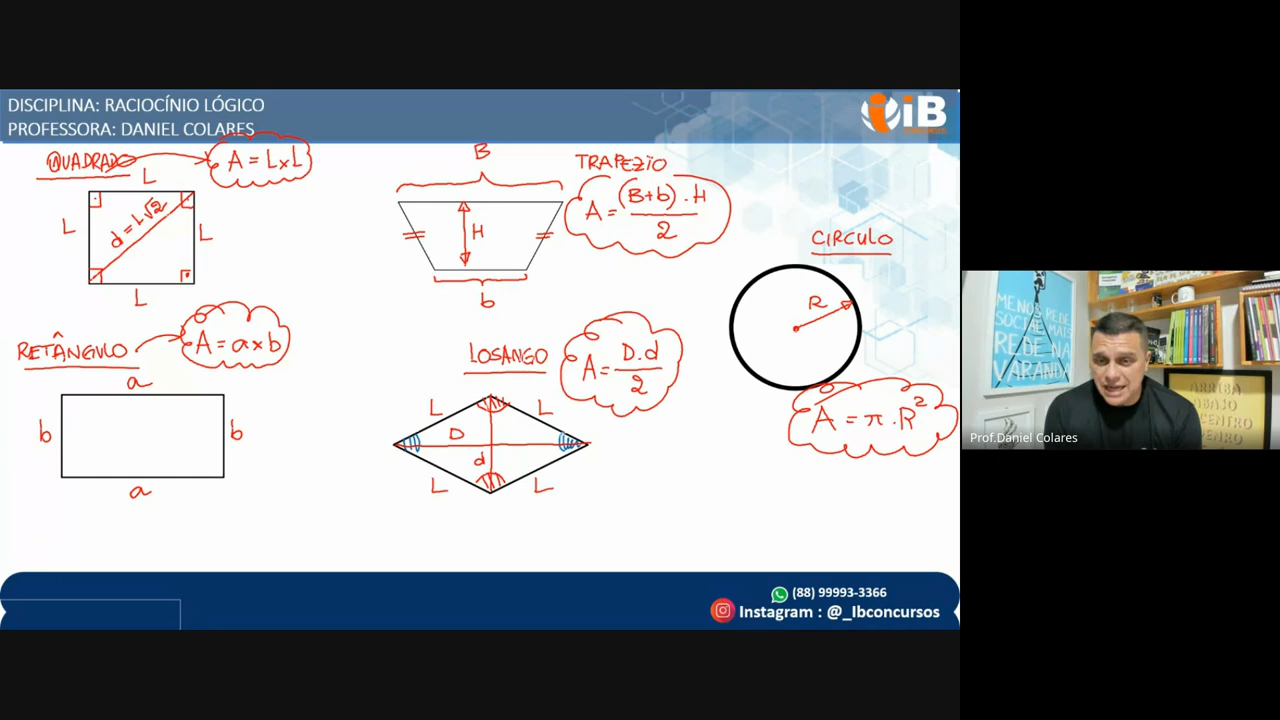 DISCIPLINA: RACIOCÍNIO LÓGICO
PROFESSORA: DANIEL COLARES
iB
CONCURSOS
QUADRADO
A = L x L
L
L
d = L√2
L
L
RETÂNGULO
A = a x b
a
b
b
a
B
TRAPEZIO
A = (B+b) . H / 2
H
b
LOSANGO
A = D.d / 2
L
L
D
d
L
L
CIRCULO
R
A = π.R²
(88) 99993-3366
Instagram : @_Ibconcursos
MENOS REDE
SOCIAL MAIS
REDE NA
VARANDA
ARRIBA
ABAJO
CENTRO
Prof.Daniel Colares